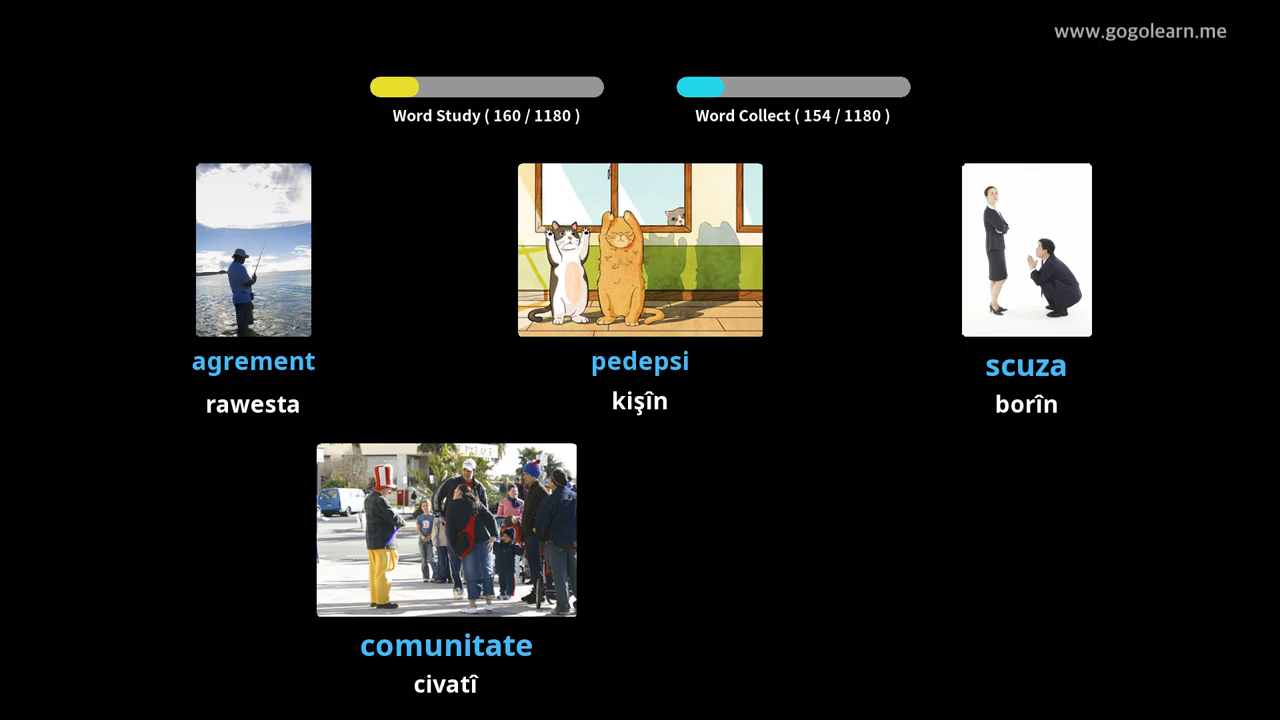 www.gogolearn.me
Word Study ( 160 / 1180 )
Word Collect ( 154 / 1180 )
agrement
rawesta
pedepsi
kişîn
scuza
borîn
comunitate
civatî